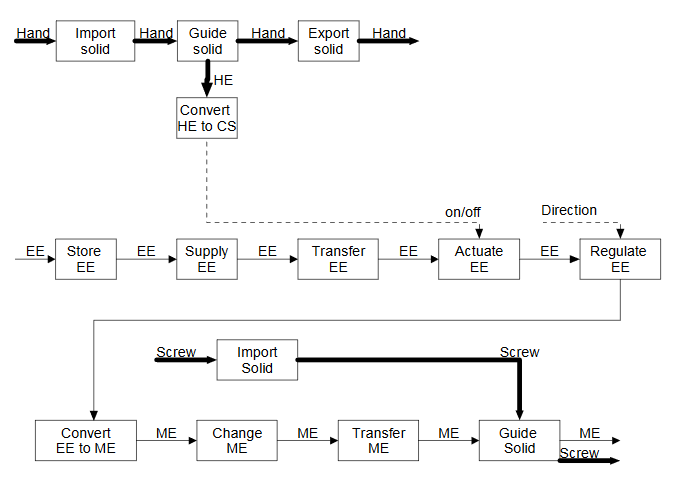 Hand
Import
solid
Hand
Guide
solid
Hand
Export
solid
Hand
HE
Convert
HE to CS
on/off
Direction
EE
Store
EE
EE
Supply
EE
EE
Transfer
EE
EE
Actuate
EE
EE
Regulate
EE
Screw
Import
Solid
Screw
Convert
EE to ME
ME
Change
ME
ME
Transfer
ME
ME
Guide
Solid
ME
Screw